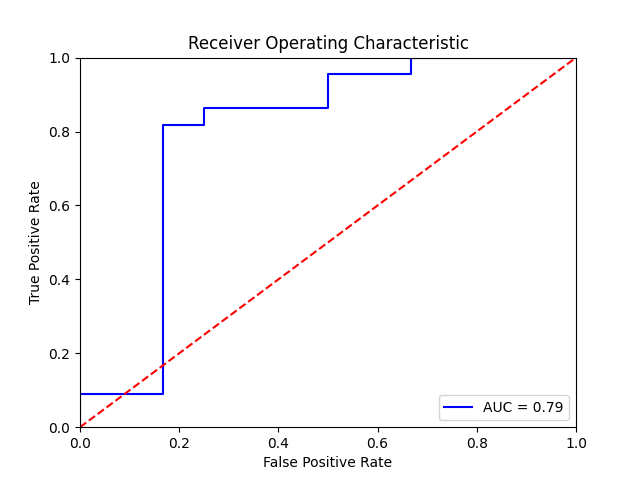 Receiver Operating Characteristic
True Positive Rate
1.0
0.8
0.6
0.4
0.2
0.0
AUC = 0.79
0.0 0.2 0.4 0.6 0.8 1.0
False Positive Rate